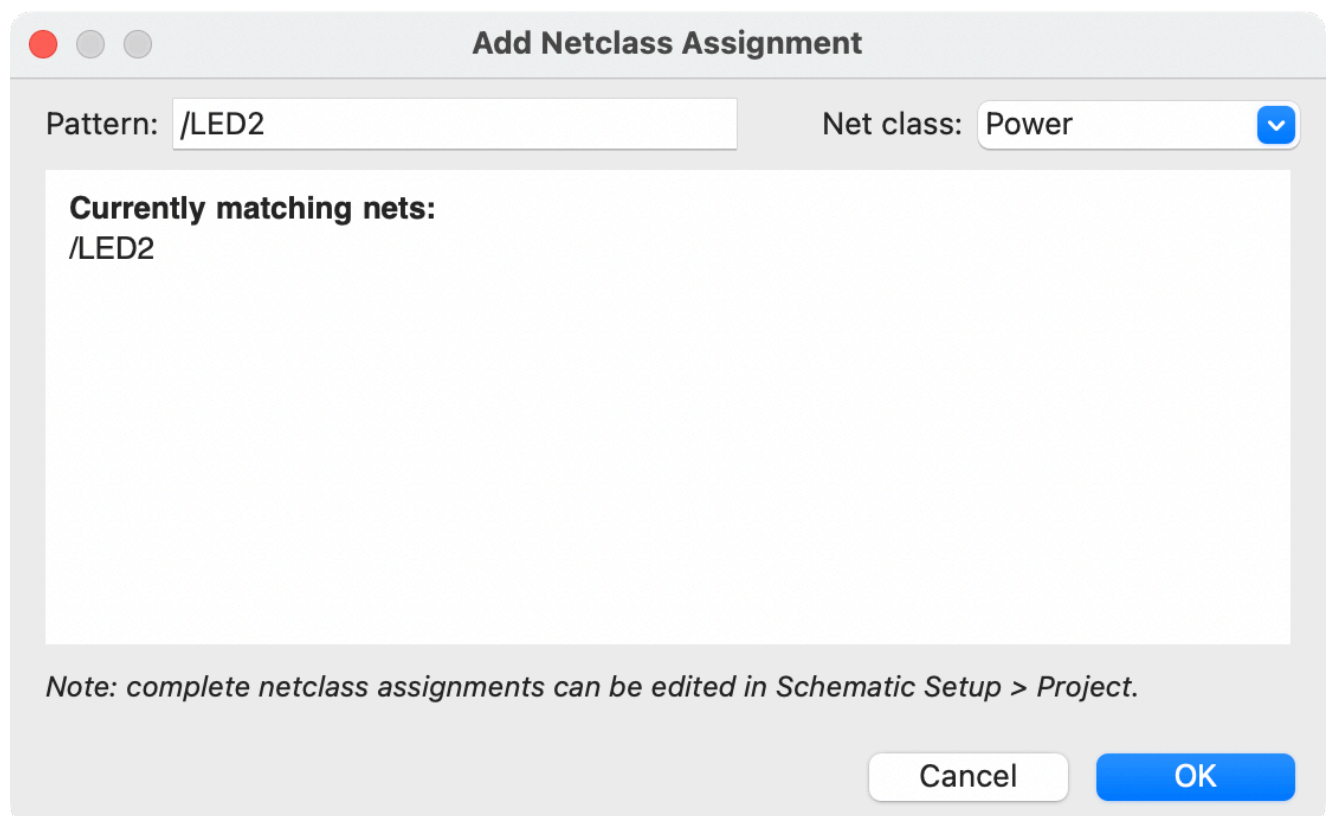 Add Netclass Assignment
Pattern: /LED2 Net class: Power
Currently matching nets:
/LED2
Note: complete netclass assignments can be edited in Schematic Setup > Project.
Cancel OK